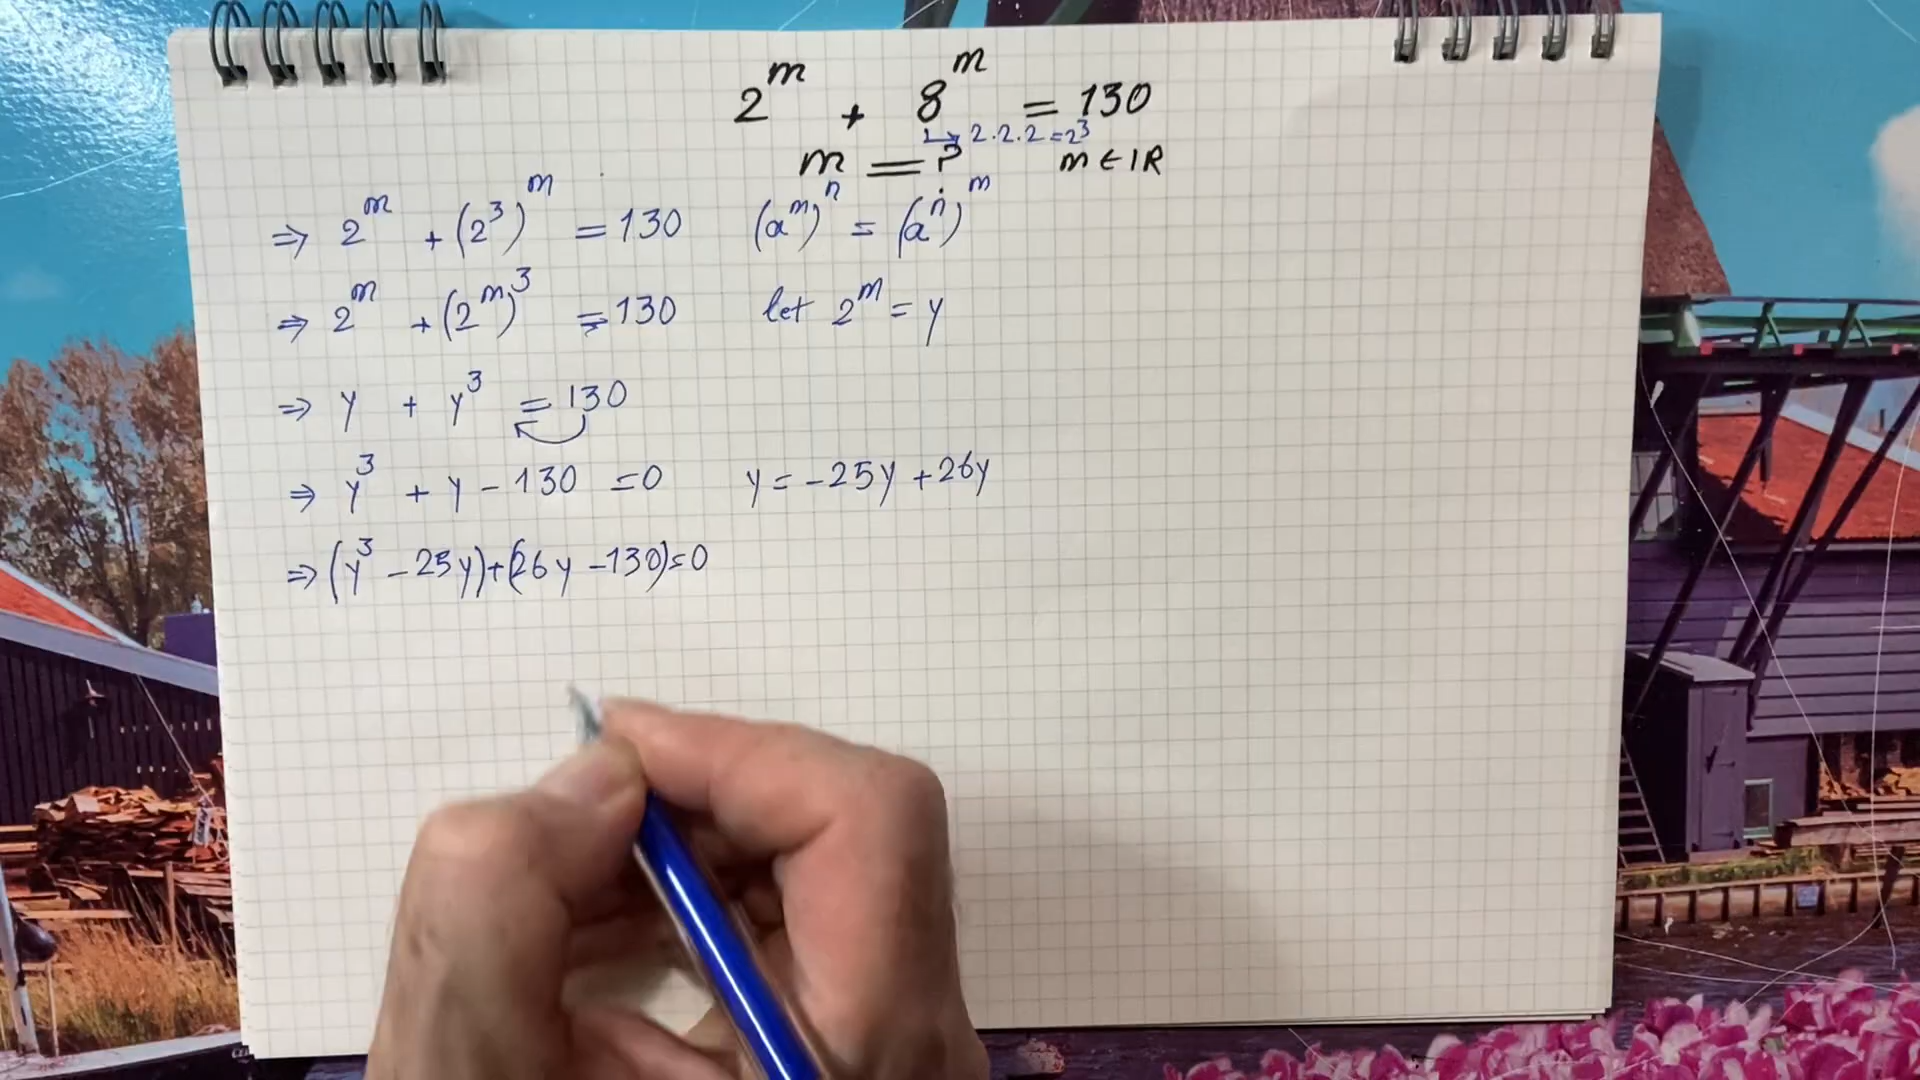 2^m + 8^m = 130
↳ 2.2.2 = 2^3
m = ? m ∈ IR
⇒ 2^m + (2^3)^m = 130 (a^m)^n = (a^n)^m
⇒ 2^m + (2^m)^3 = 130 let 2^m = y
⇒ y + y^3 = 130
⇒ y^3 + y - 130 = 0 y = -25y + 26y
⇒ (y^3 - 25y) + (26y - 130) = 0